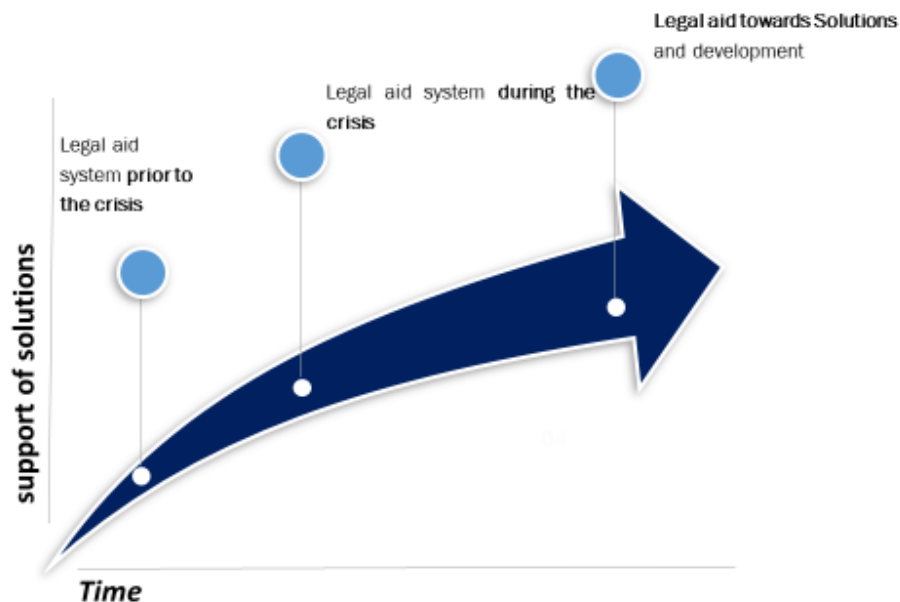 Legal aid towards Solutions
and development
Legal aid system during the
crisis
Legal aid
system prior to
the crisis
support of solutions
Time